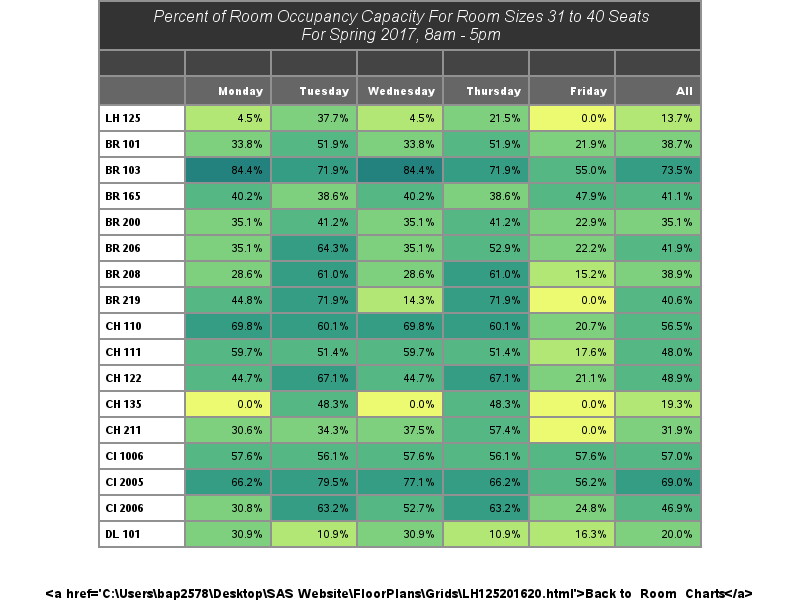 Percent of Room Occupancy Capacity For Room Sizes 31 to 40 Seats
For Spring 2017, 8am - 5pm
Monday Tuesday Wednesday Thursday Friday All
LH 125 4.5% 37.7% 4.5% 21.5% 0.0% 13.7%
BR 101 33.8% 51.9% 33.8% 51.9% 21.9% 38.7%
BR 103 84.4% 71.9% 84.4% 71.9% 55.0% 73.5%
BR 165 40.2% 38.6% 40.2% 38.6% 47.9% 41.1%
BR 200 35.1% 41.2% 35.1% 41.2% 22.9% 35.1%
BR 206 35.1% 64.3% 35.1% 52.9% 22.2% 41.9%
BR 208 28.6% 61.0% 28.6% 61.0% 15.2% 38.9%
BR 219 44.8% 71.9% 14.3% 71.9% 0.0% 40.6%
CH 110 69.8% 60.1% 69.8% 60.1% 20.7% 56.5%
CH 111 59.7% 51.4% 59.7% 51.4% 17.6% 48.0%
CH 122 44.7% 67.1% 44.7% 67.1% 21.1% 48.9%
CH 135 0.0% 48.3% 0.0% 48.3% 0.0% 19.3%
CH 211 30.6% 34.3% 37.5% 57.4% 0.0% 31.9%
CI 1006 57.6% 56.1% 57.6% 56.1% 57.6% 57.0%
CI 2005 66.2% 79.5% 77.1% 66.2% 56.2% 69.0%
CI 2006 30.8% 63.2% 52.7% 63.2% 24.8% 46.9%
DL 101 30.9% 10.9% 30.9% 10.9% 16.3% 20.0%
<a href='C:\Users\bap2578\Desktop\SAS Website\FloorPlans\Grids\LH125201620.html'>Back to Room Charts</a>